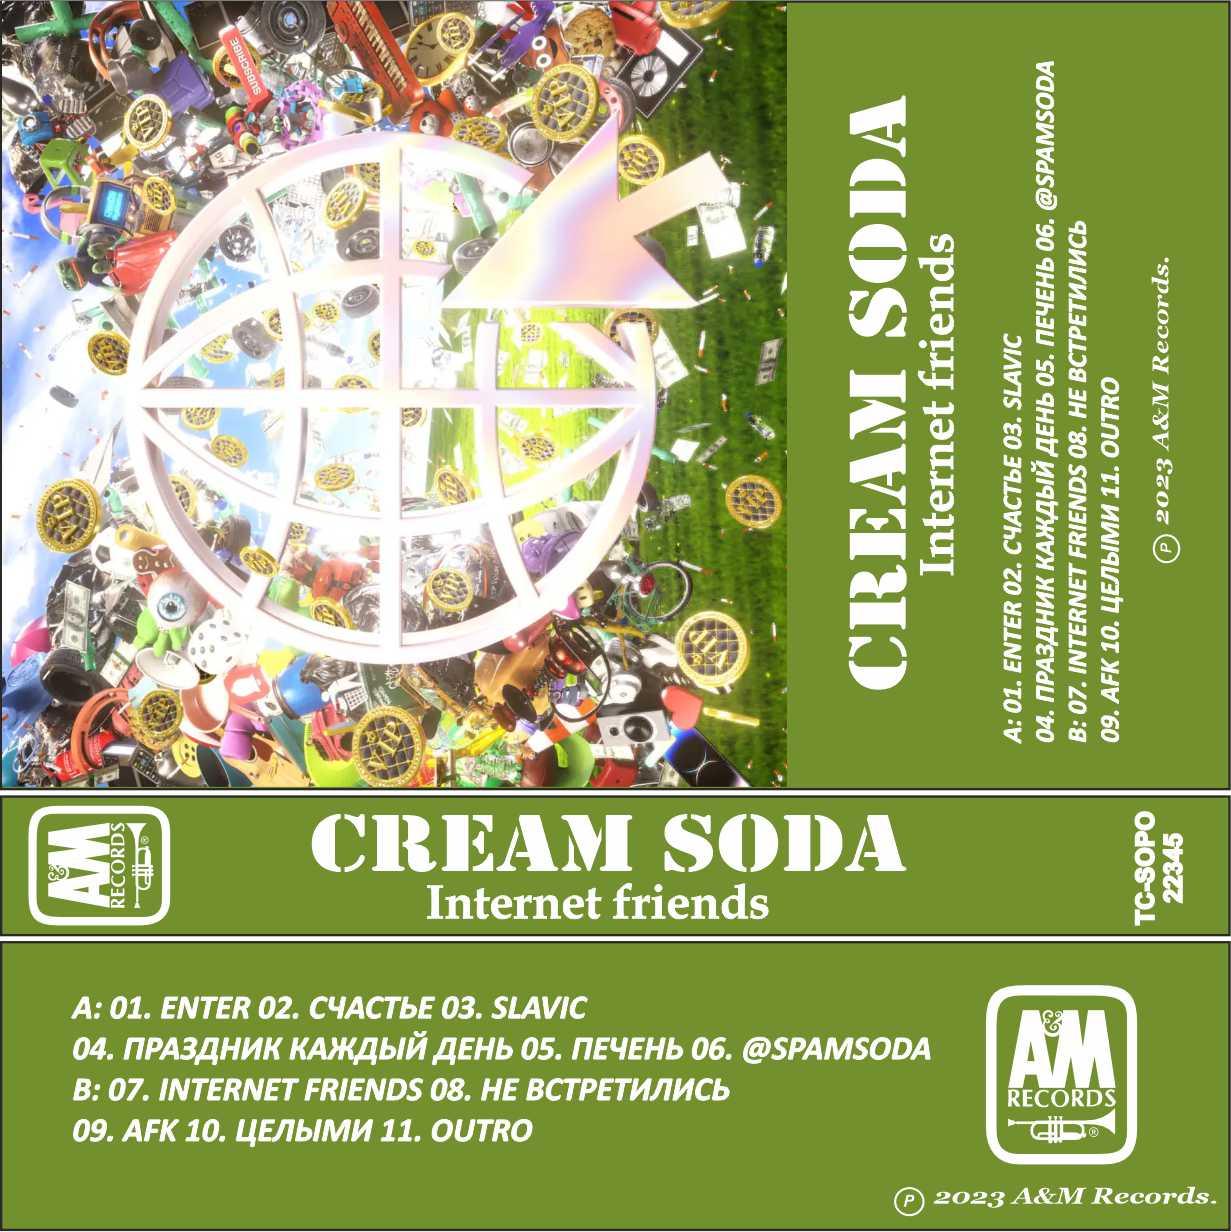 SUBSCRIBE
CREAM SODA
Internet friends
A: 01. ENTER 02. СЧАСТЬЕ 03. SLAVIC
04. ПРАЗДНИК КАЖДЫЙ ДЕНЬ 05. ПЕЧЕНЬ 06. @SPAMSODA
B: 07. INTERNET FRIENDS 08. НЕ ВСТРЕТИЛИСЬ
09. AFK 10. ЦЕЛЫМИ 11. OUTRO
Ⓟ 2023 A&M Records.
A&M
RECORDS
®
CREAM SODA
Internet friends
TC-SOPO
22345
A: 01. ENTER 02. СЧАСТЬЕ 03. SLAVIC
04. ПРАЗДНИК КАЖДЫЙ ДЕНЬ 05. ПЕЧЕНЬ 06. @SPAMSODA
B: 07. INTERNET FRIENDS 08. НЕ ВСТРЕТИЛИСЬ
09. AFK 10. ЦЕЛЫМИ 11. OUTRO
A&M
RECORDS
®
Ⓟ 2023 A&M Records.